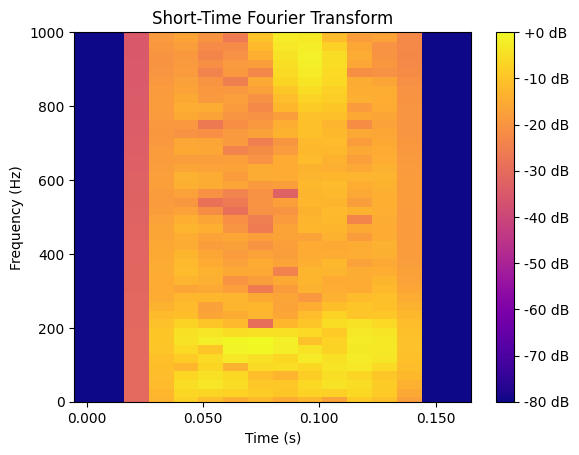 Short-Time Fourier Transform
1000
800
600
400
200
0
Frequency (Hz)
0.000
0.050
0.100
0.150
Time (s)
+0 dB
-10 dB
-20 dB
-30 dB
-40 dB
-50 dB
-60 dB
-70 dB
-80 dB